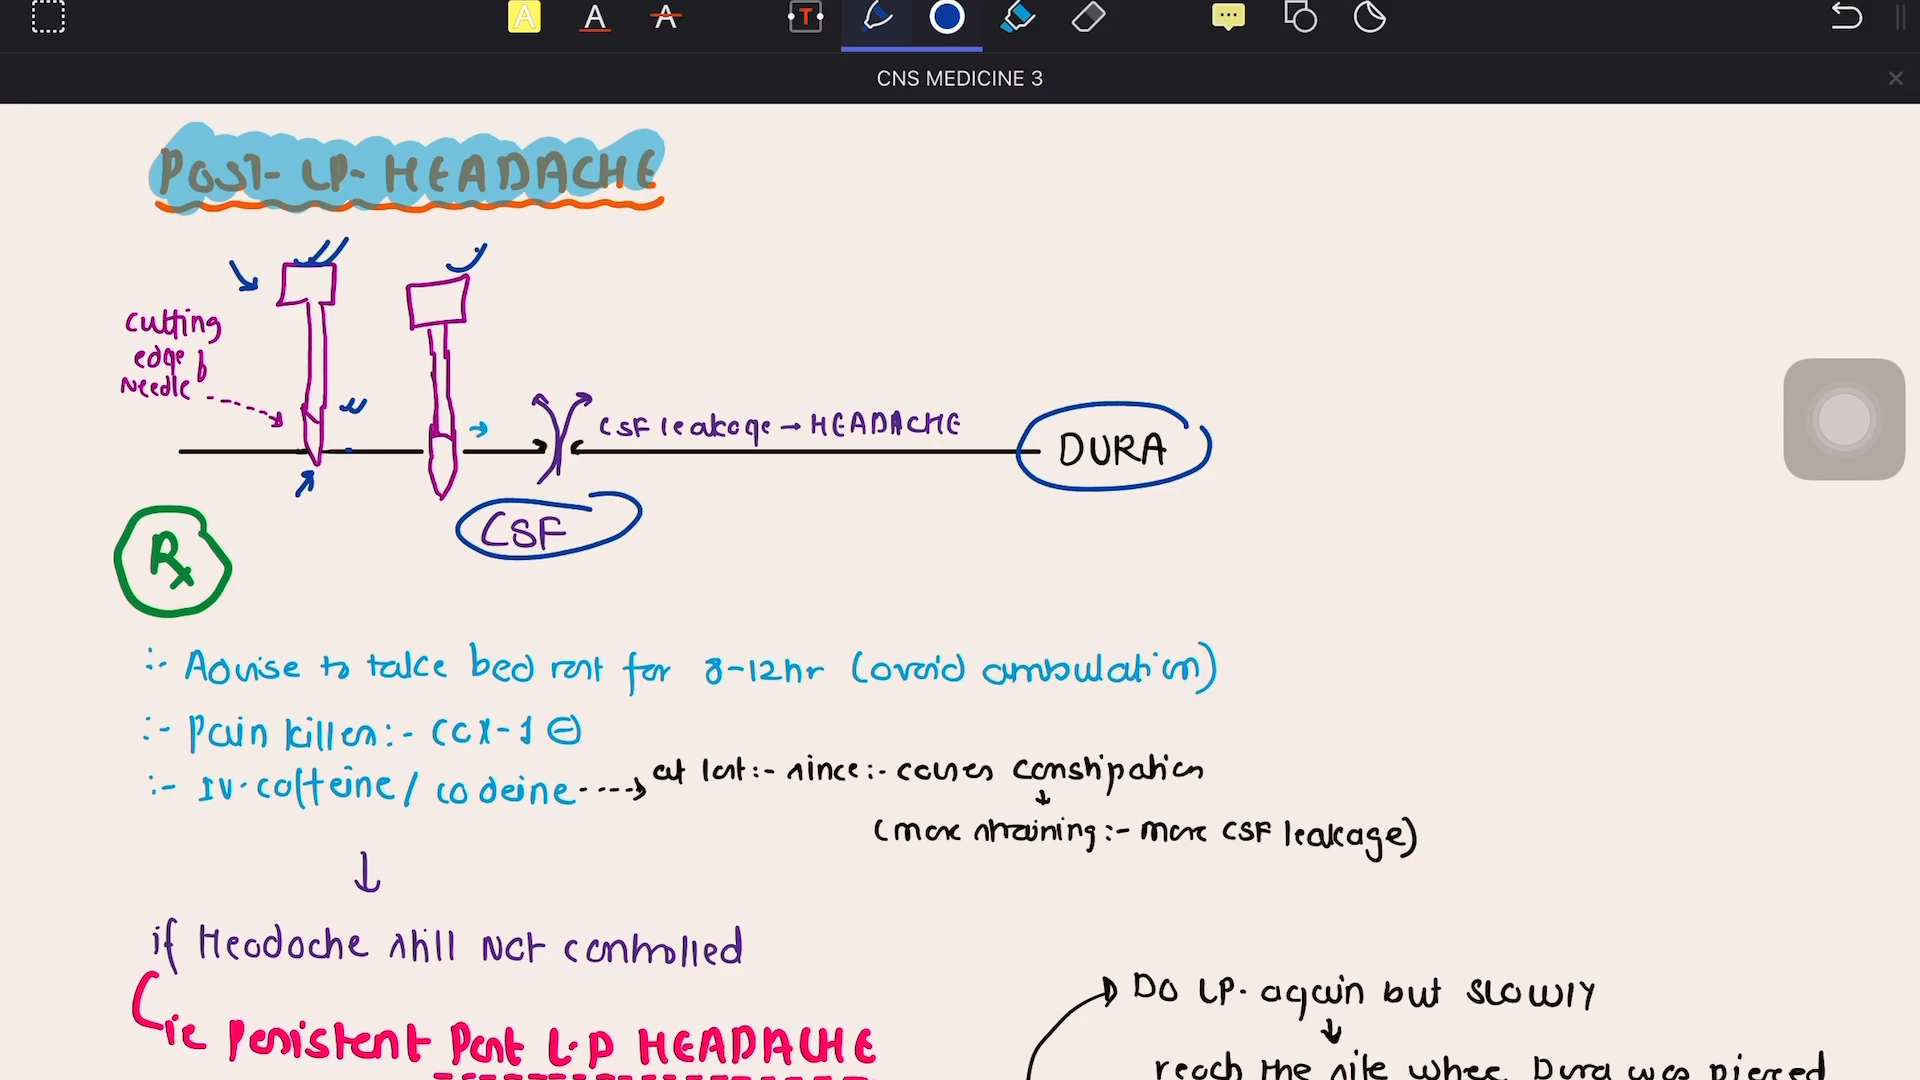 CNS MEDICINE 3
POST-LP-HEADACHE
cutting
edge
Needle
CSF leakage → HEADACHE
DURA
CSF
Rx
:- Advise to take bed rest for 8-12hr (avoid ambulation)
:- Pain killers:- COX-1 ⊖
:- IV-caffeine/codeine ----> at last:- since:- causes constipation
↓
(more straining:- more CSF leakage)
↓
if Headache still Not controlled
ie Persistent Post L.P HEADACHE
Do LP. again but SLOWLY
↓
reach the site where Dura was pierced